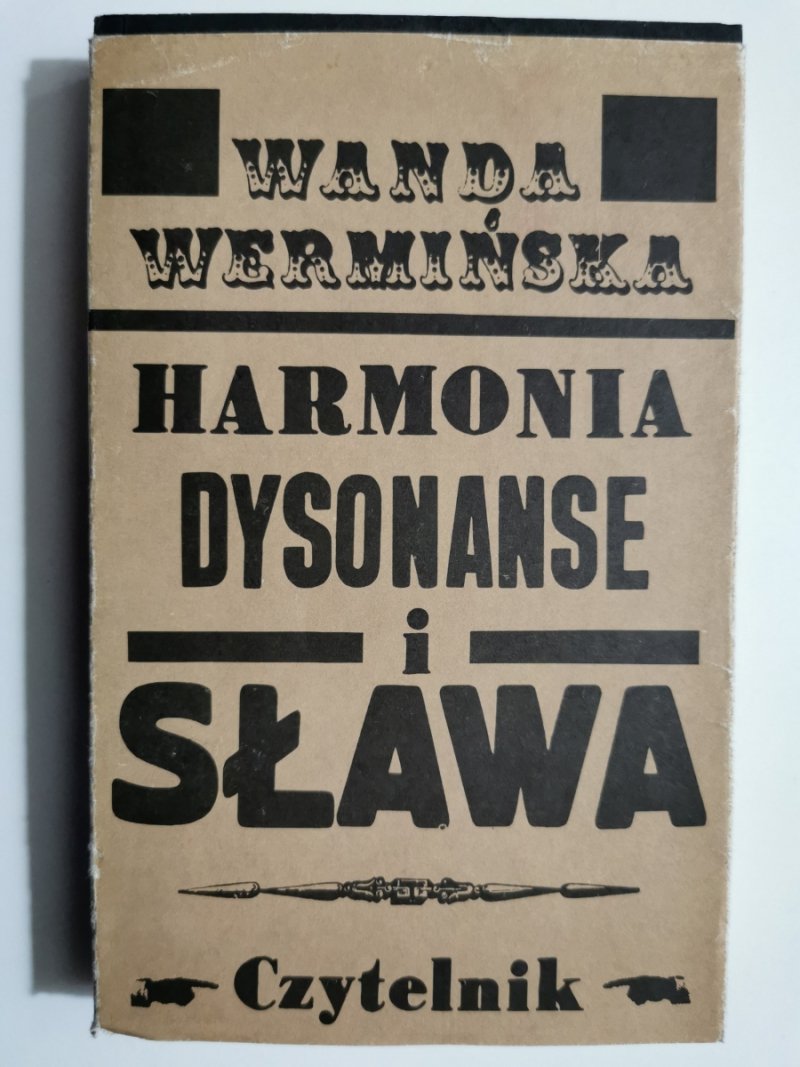 WANDA
WERMIŃSKA
HARMONIA
DYSONANSE
i
SŁAWA
Czytelnik